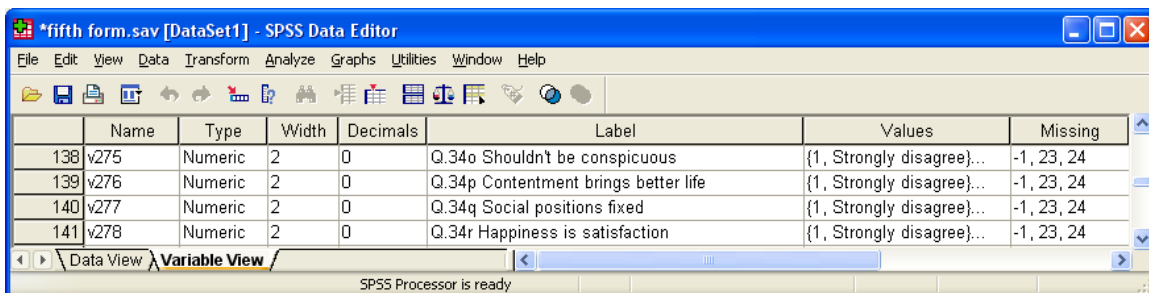 *fifth form.sav [DataSet1] - SPSS Data Editor
File Edit View Data Transform Analyze Graphs Utilities Window Help
Name Type Width Decimals Label Values Missing
138 v275 Numeric 2 0 Q.34o Shouldn't be conspicuous {1, Strongly disagree}... -1, 23, 24
139 v276 Numeric 2 0 Q.34p Contentment brings better life {1, Strongly disagree}... -1, 23, 24
140 v277 Numeric 2 0 Q.34q Social positions fixed {1, Strongly disagree}... -1, 23, 24
141 v278 Numeric 2 0 Q.34r Happiness is satisfaction {1, Strongly disagree}... -1, 23, 24
Data View Variable View
SPSS Processor is ready